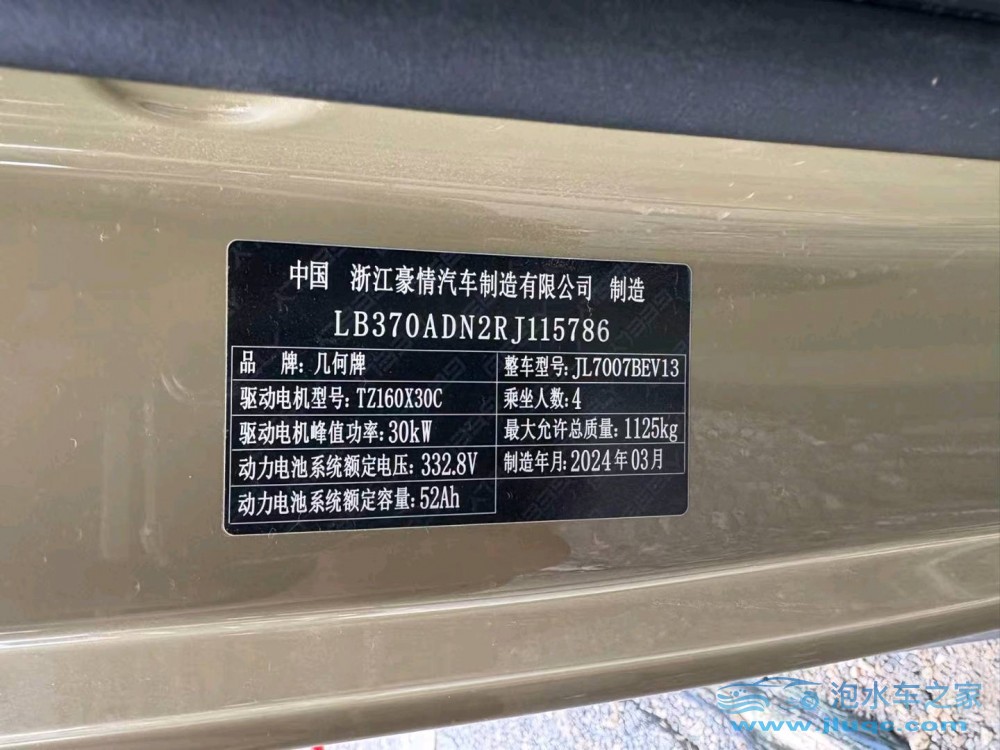 中国 浙江豪情汽车制造有限公司 制造
LB370ADN2RJ115786
品 牌: 几何牌 整车型号: JL7007BEV13
驱动电机型号: TZ160X30C 乘坐人数: 4
驱动电机峰值功率: 30kW 最大允许总质量: 1125kg
动力电池系统额定电压: 332.8V 制造年月: 2024年03月
动力电池系统额定容量: 52Ah
泡水车之家